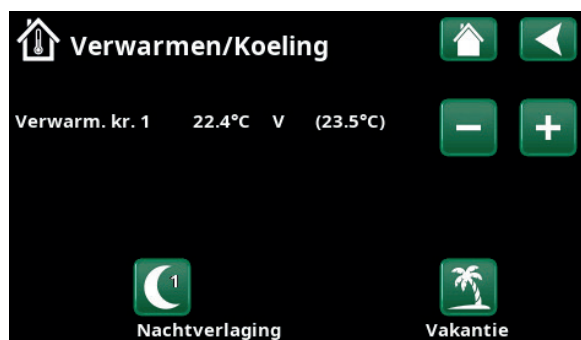 Verwarmen/Koeling
Verwarm. kr. 1 22.4°C V (23.5°C)
1
Nachtverlaging Vakantie